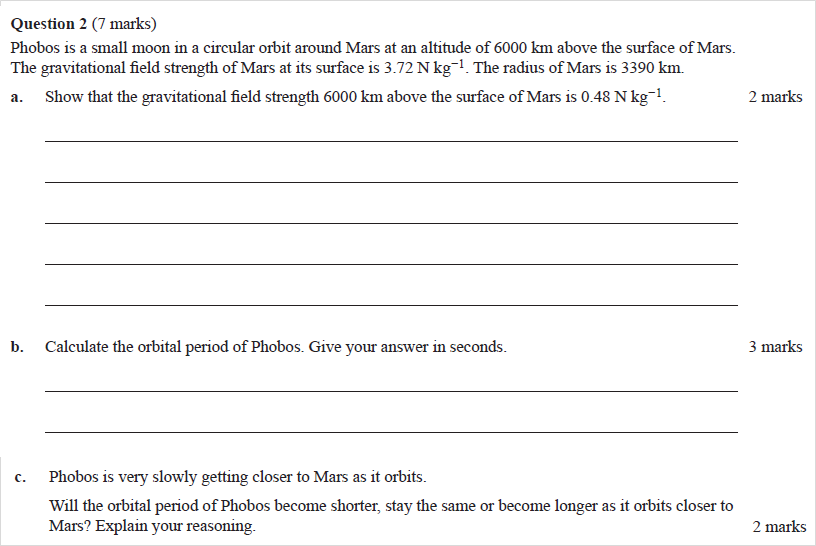 Question 2 (7 marks)
Phobos is a small moon in a circular orbit around Mars at an altitude of 6000 km above the surface of Mars.
The gravitational field strength of Mars at its surface is 3.72 N kg⁻¹. The radius of Mars is 3390 km.
a. Show that the gravitational field strength 6000 km above the surface of Mars is 0.48 N kg⁻¹. 2 marks
b. Calculate the orbital period of Phobos. Give your answer in seconds. 3 marks
c. Phobos is very slowly getting closer to Mars as it orbits.
Will the orbital period of Phobos become shorter, stay the same or become longer as it orbits closer to
Mars? Explain your reasoning. 2 marks